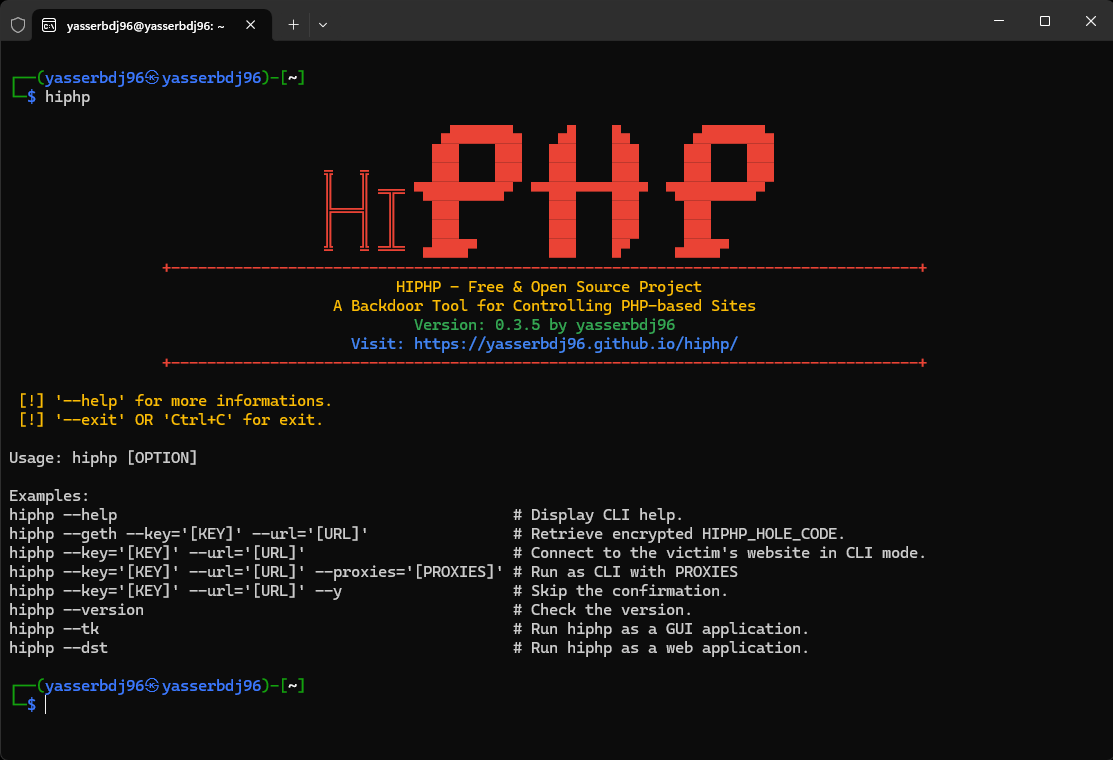 yasserbdj96@yasserbdj96: ~
┌──(yasserbdj96㉿yasserbdj96)-[~]
└─$ hiphp
HiPHP
+-----------------------------------------------------------------------------------+
HIPHP - Free & Open Source Project
A Backdoor Tool for Controlling PHP-based Sites
Version: 0.3.5 by yasserbdj96
Visit: https://yasserbdj96.github.io/hiphp/
+-----------------------------------------------------------------------------------+
[!] '--help' for more informations.
[!] '--exit' OR 'Ctrl+C' for exit.
Usage: hiphp [OPTION]
Examples:
hiphp --help # Display CLI help.
hiphp --geth --key='[KEY]' --url='[URL]' # Retrieve encrypted HIPHP_HOLE_CODE.
hiphp --key='[KEY]' --url='[URL]' # Connect to the victim's website in CLI mode.
hiphp --key='[KEY]' --url='[URL]' --proxies='[PROXIES]' # Run as CLI with PROXIES
hiphp --key='[KEY]' --url='[URL]' --y # Skip the confirmation.
hiphp --version # Check the version.
hiphp --tk # Run hiphp as a GUI application.
hiphp --dst # Run hiphp as a web application.
┌──(yasserbdj96㉿yasserbdj96)-[~]
└─$